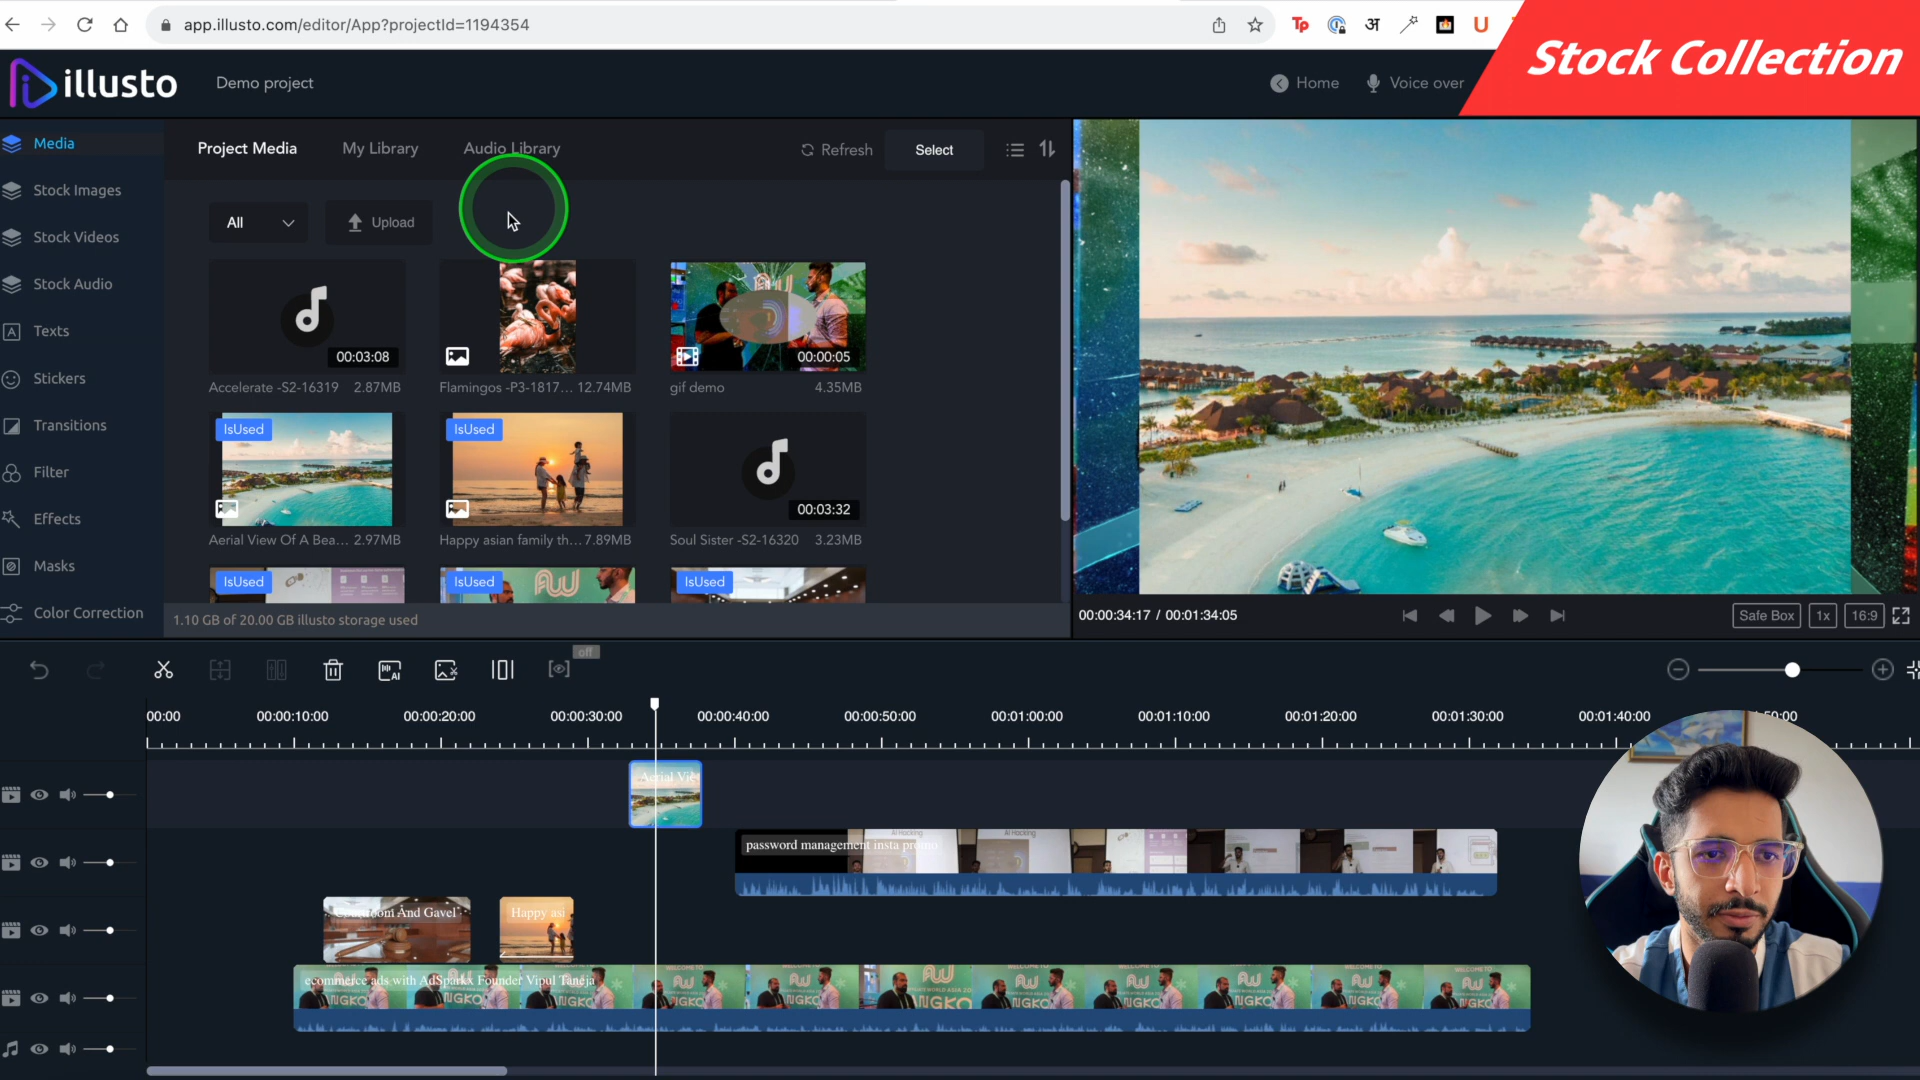 app.illusto.com/editor/App?projectId=1194354
Tp
अ
U
Stock Collection
illusto
Demo project
Home
Voice over
Media
Stock Images
Stock Videos
Stock Audio
Texts
Stickers
Transitions
Filter
Effects
Masks
Color Correction
Project Media
My Library
Audio Library
Refresh
Select
All
Upload
00:03:08
00:00:05
Accelerate -S2-16319 2.87MB
Flamingos -P3-1817... 12.74MB
gif demo 4.35MB
IsUsed
IsUsed
00:03:32
Aerial View Of A Bea... 2.97MB
Happy asian family th... 7.89MB
Soul Sister -S2-16320 3.23MB
IsUsed
IsUsed
IsUsed
1.10 GB of 20.00 GB illusto storage used
00:00:34:17 / 00:01:34:05
Safe Box
1x
16:9
AI
off
00:00
00:00:10:00
00:00:20:00
00:00:30:00
00:00:40:00
00:00:50:00
00:01:00:00
00:01:10:00
00:01:20:00
00:01:30:00
00:01:40:00
50:00
Aerial Vie
password management insta promo
room And Gavel
Happy asi
ecommerce ads with AdSparkx Founder Vipul Taneja